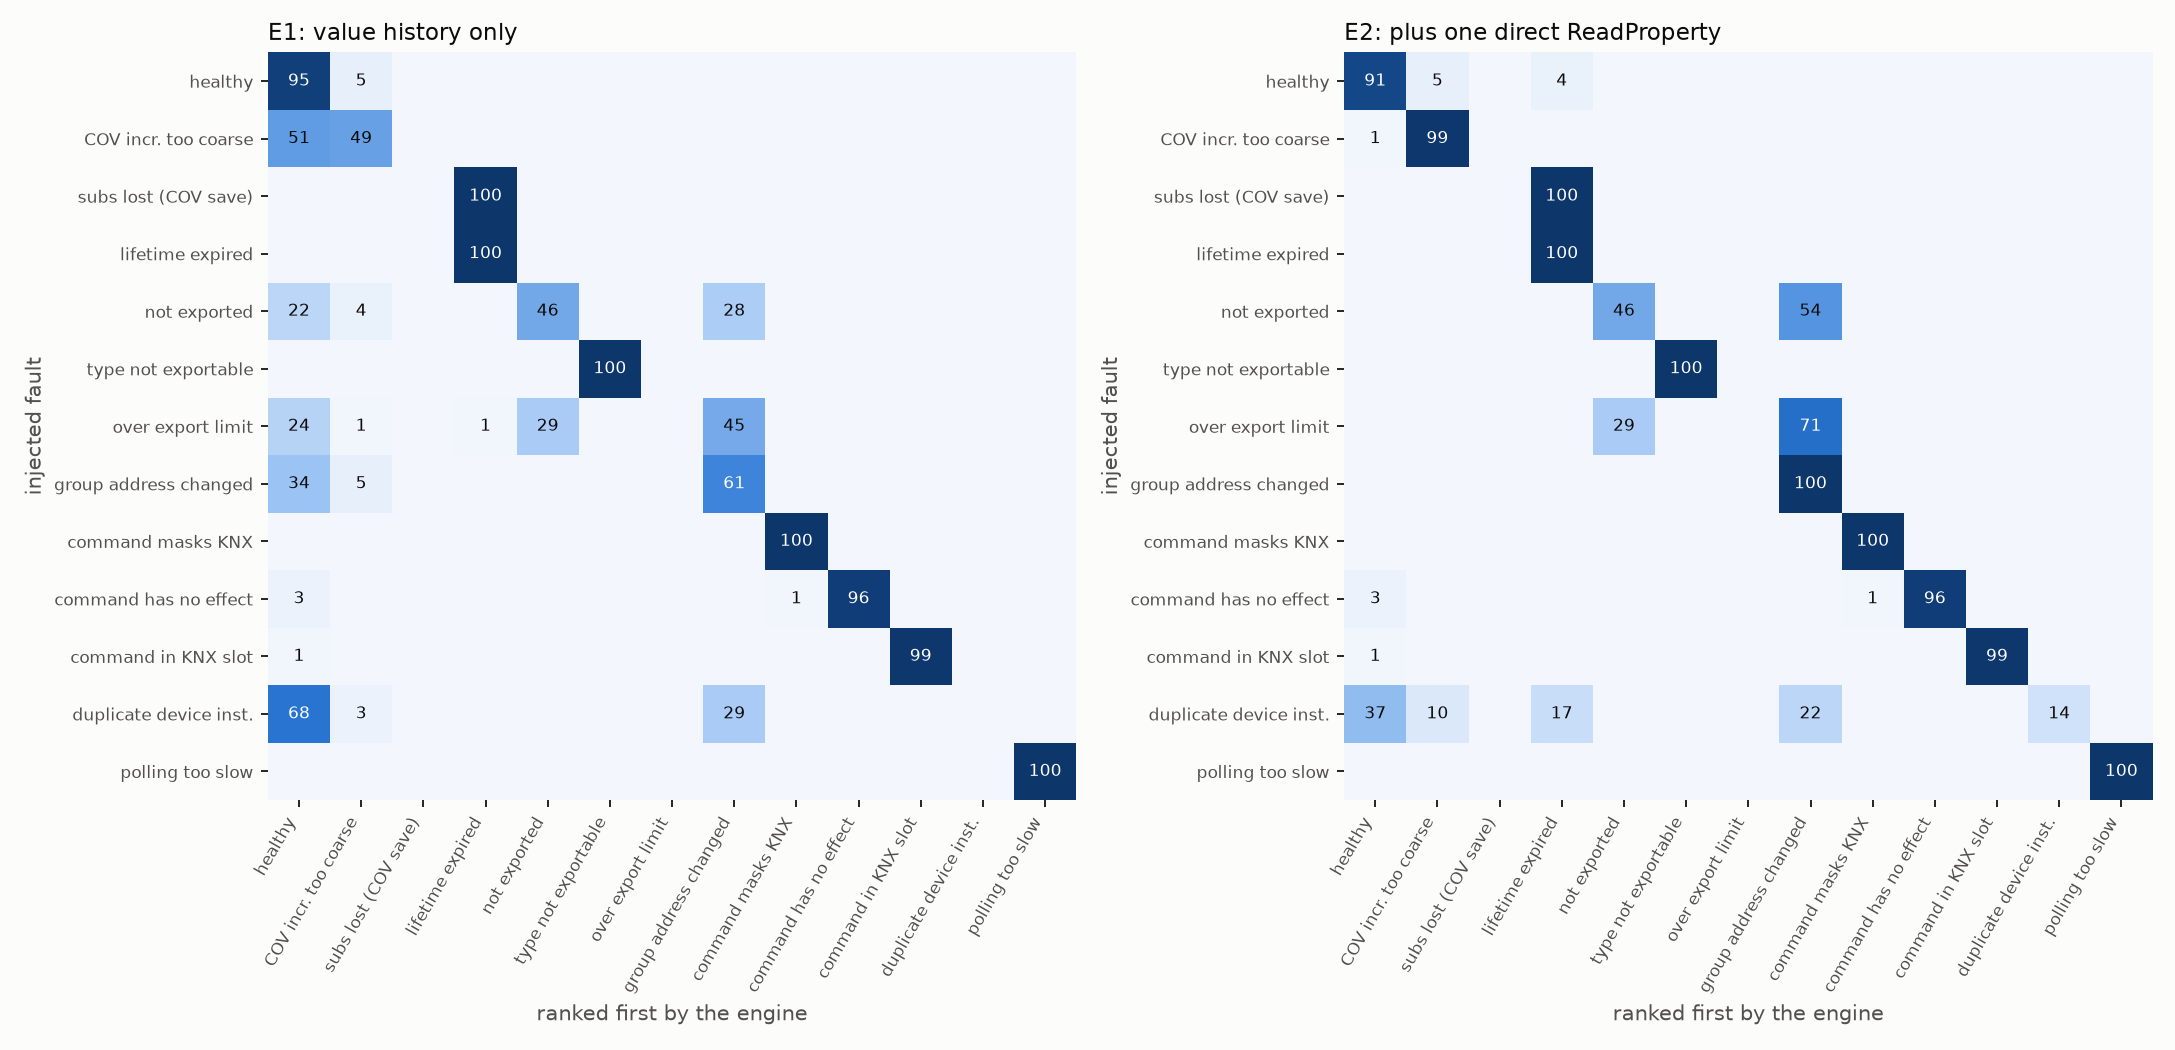 E1: value history only
healthy 95 5
COV incr. too coarse 51 49
subs lost (COV save) 100
lifetime expired 100
not exported 22 4 46 28
type not exportable 100
over export limit 24 1 1 29 45
group address changed 34 5 61
command masks KNX 100
command has no effect 3 1 96
command in KNX slot 1 99
duplicate device inst. 68 3 29
polling too slow 100
injected fault
healthy
COV incr. too coarse
subs lost (COV save)
lifetime expired
not exported
type not exportable
over export limit
group address changed
command masks KNX
command has no effect
command in KNX slot
duplicate device inst.
polling too slow
ranked first by the engine
E2: plus one direct ReadProperty
healthy 91 5 4
COV incr. too coarse 1 99
subs lost (COV save) 100
lifetime expired 100
not exported 46 54
type not exportable 100
over export limit 29 71
group address changed 100
command masks KNX 100
command has no effect 3 1 96
command in KNX slot 1 99
duplicate device inst. 37 10 17 22 14
polling too slow 100
injected fault
healthy
COV incr. too coarse
subs lost (COV save)
lifetime expired
not exported
type not exportable
over export limit
group address changed
command masks KNX
command has no effect
command in KNX slot
duplicate device inst.
polling too slow
ranked first by the engine